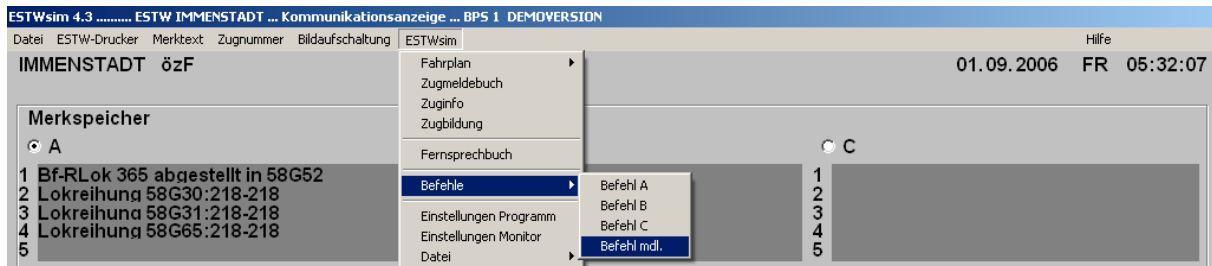 ESTWsim 4.3 .......... ESTW IMMENSTADT ... Kommunikationsanzeige ... BPS 1 DEMOVERSION
Datei ESTW-Drucker Merktext Zugnummer Bildaufschaltung ESTWsim Hilfe
IMMENSTADT özF 01.09.2006 FR 05:32:07
Fahrplan
Zugmeldebuch
Zuginfo
Zugbildung
Fernsprechbuch
Befehle
Einstellungen Programm
Einstellungen Monitor
Datei
Befehl A
Befehl B
Befehl C
Befehl mdl.
Merkspeicher
A
1 Bf-RLok 365 abgestellt in 58G52
2 Lokreihung 58G30:218-218
3 Lokreihung 58G31:218-218
4 Lokreihung 58G65:218-218
5
C
1
2
3
4
5